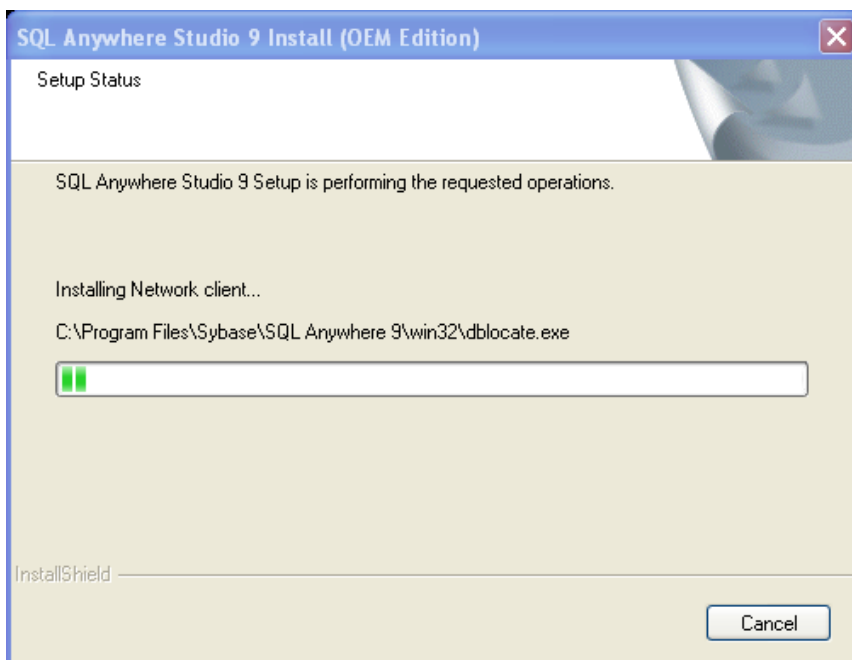 SQL Anywhere Studio 9 Install (OEM Edition)
Setup Status
SQL Anywhere Studio 9 Setup is performing the requested operations.
Installing Network client...
C:\Program Files\Sybase\SQL Anywhere 9\win32\dblocate.exe
InstallShield
Cancel